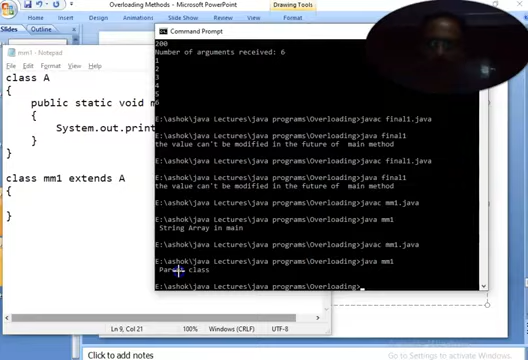 Overloading Methods - Microsoft PowerPoint
Drawing Tools
Home
Insert
Design
Anim
Slides
Outline
mm1 - Notepad
File
Edit
Format
View
Help
class A
{
public static void m
{
System.out.print
}
}
class mm1 extends A
{
}
Ln 9, Col 21
100%
Windows (CRLF)
UTF-8
Command Prompt
200
Number of arguments received: 6
1
2
3
4
5
6
E:\ashok\java Lectures\java programs\Overloading>javac final1.java
E:\ashok\java Lectures\java programs\Overloading>java final1
the value can't be modified in the future of  main method
E:\ashok\java Lectures\java programs\Overloading>javac final1.java
E:\ashok\java Lectures\java programs\Overloading>java final1
the value can't be modified in the future of  main method
E:\ashok\java Lectures\java programs\Overloading>javac mm1.java
E:\ashok\java Lectures\java programs\Overloading>java mm1
String Array in main
E:\ashok\java Lectures\java programs\Overloading>javac mm1.java
E:\ashok\java Lectures\java programs\Overloading>java mm1
Parent class
E:\ashok\java Lectures\java programs\Overloading>
Click to add notes
Go to Settings to activate Windows.